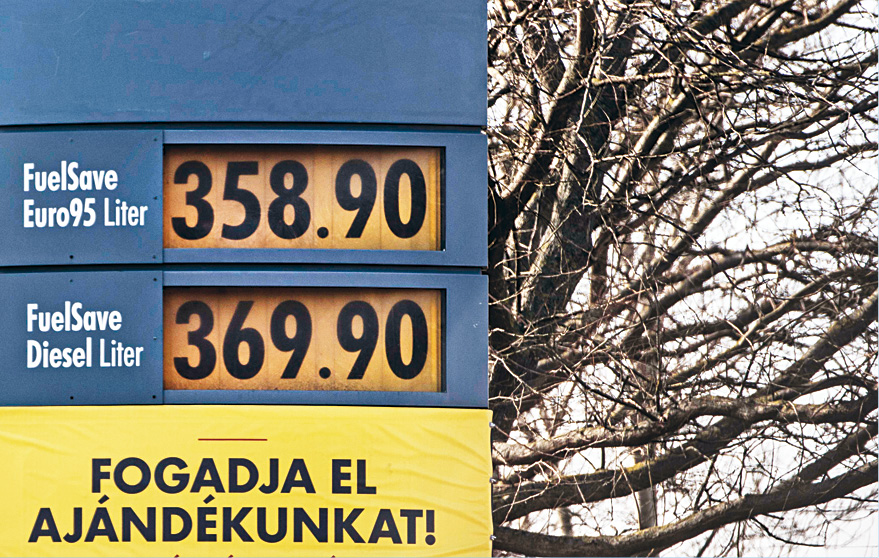 FuelSave
Euro95 Liter
358.90
FuelSave
Diesel Liter
369.90
FOGADJA EL
AJÁNDÉKUNKAT!